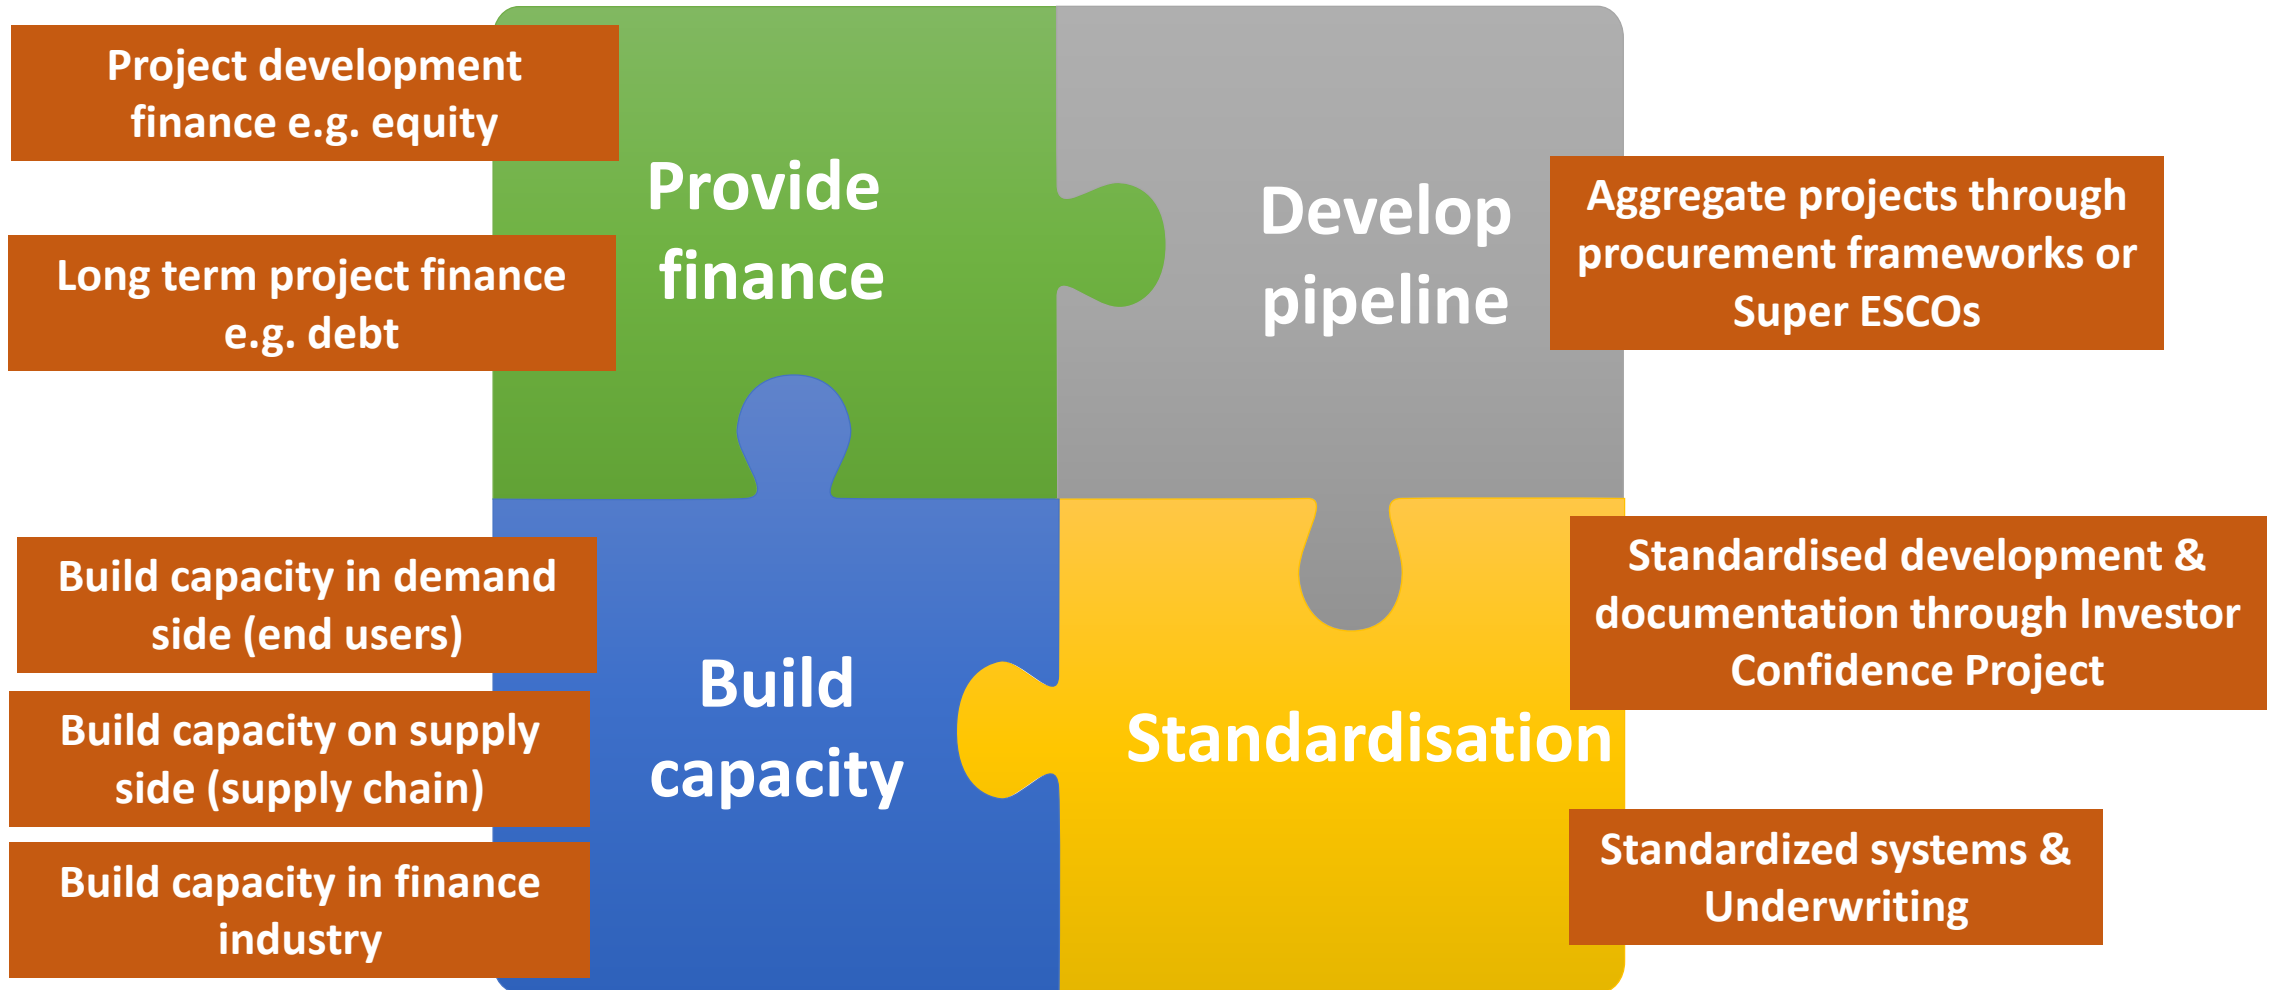 Project development
finance e.g. equity
Long term project finance
e.g. debt
Provide
finance
Develop
pipeline
Aggregate projects through
procurement frameworks or
Super ESCOs
Build capacity in demand
side (end users)
Build capacity on supply
side (supply chain)
Build capacity in finance
industry
Build
capacity
Standardisation
Standardised development &
documentation through Investor
Confidence Project
Standardized systems &
Underwriting